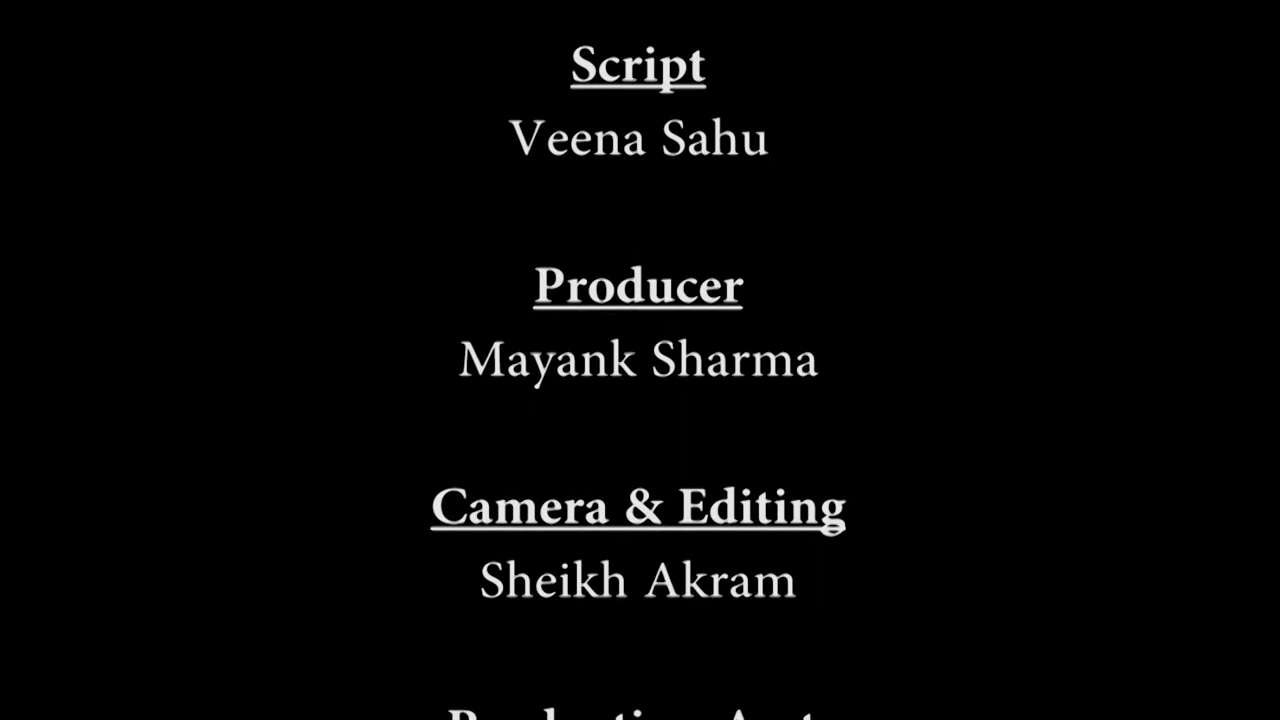 Script
Veena Sahu
Producer
Mayank Sharma
Camera & Editing
Sheikh Akram